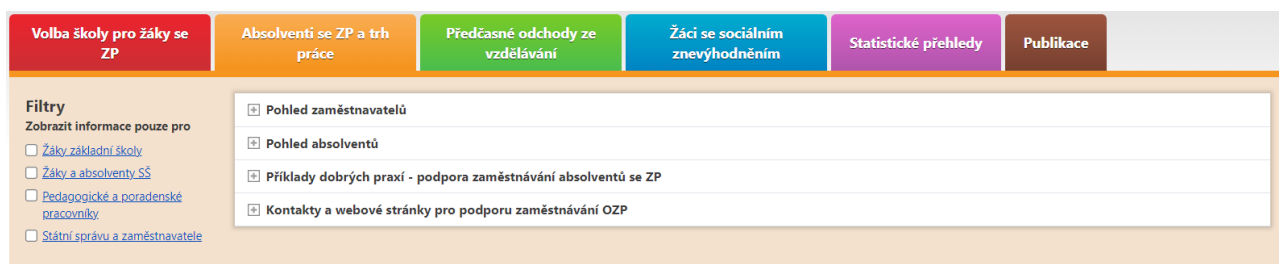 Volba školy pro žáky se
ZP
Absolventi se ZP a trh
práce
Předčasné odchody ze
vzdělávání
Žáci se sociálním
znevýhodněním
Statistické přehledy
Publikace
Filtry
Zobrazit informace pouze pro
Žáky základní školy
Žáky a absolventy SŠ
Pedagogické a poradenské
pracovníky
Státní správu a zaměstnavatele
Pohled zaměstnavatelů
Pohled absolventů
Příklady dobrých praxí - podpora zaměstnávání absolventů se ZP
Kontakty a webové stránky pro podporu zaměstnávání OZP